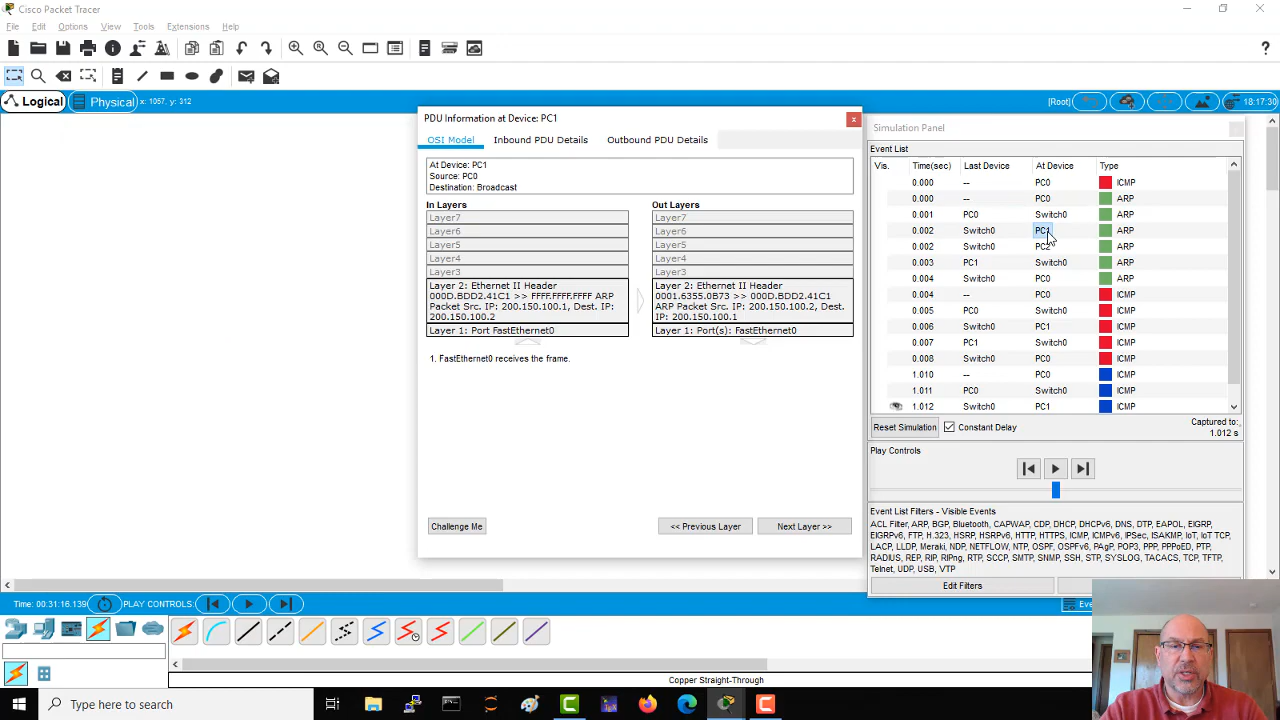 Cisco Packet Tracer
File Edit Options View Tools Extensions Help
?
Logical Physical x: 1057, y: 312 [Root] 18:17:30
PDU Information at Device: PC1
x
OSI Model Inbound PDU Details Outbound PDU Details
At Device: PC1
Source: PC0
Destination: Broadcast
In Layers
Layer7
Layer6
Layer5
Layer4
Layer3
Layer 2: Ethernet II Header
000D.BDD2.41C1 >> FFFF.FFFF.FFFF ARP
Packet Src. IP: 200.150.100.1, Dest. IP:
200.150.100.2
Layer 1: Port FastEthernet0
Out Layers
Layer7
Layer6
Layer5
Layer4
Layer3
Layer 2: Ethernet II Header
0001.6355.0B73 >> 000D.BDD2.41C1
ARP Packet Src. IP: 200.150.100.2, Dest.
IP: 200.150.100.1
Layer 1: Port(s): FastEthernet0
1. FastEthernet0 receives the frame.
Challenge Me << Previous Layer Next Layer >>
Simulation Panel
Event List
Vis. Time(sec) Last Device At Device Type
0.000 -- PC0 ICMP
0.000 -- PC0 ARP
0.001 PC0 Switch0 ARP
0.002 Switch0 PC1 ARP
0.002 Switch0 PC2 ARP
0.003 PC1 Switch0 ARP
0.004 Switch0 PC0 ARP
0.004 -- PC0 ICMP
0.005 PC0 Switch0 ICMP
0.006 Switch0 PC1 ICMP
0.007 PC1 Switch0 ICMP
0.008 Switch0 PC0 ICMP
1.010 -- PC0 ICMP
1.011 PC0 Switch0 ICMP
1.012 Switch0 PC1 ICMP
Reset Simulation Constant Delay Captured to:
1.012 s
Play Controls
Event List Filters - Visible Events
ACL Filter, ARP, BGP, Bluetooth, CAPWAP, CDP, DHCP, DHCPv6, DNS, DTP, EAPOL, EIGRP,
EIGRPv6, FTP, H.323, HSRP, HSRPv6, HTTP, HTTPS, ICMP, ICMPv6, IPSec, ISAKMP, IoT, IoT TCP,
LACP, LLDP, Meraki, NDP, NETFLOW, NTP, OSPF, OSPFv6, PAgP, POP3, PPP, PPPoED, PTP,
RADIUS, REP, RIP, RIPng, RTP, SCCP, SMTP, SNMP, SSH, STP, SYSLOG, TACACS, TCP, TFTP,
Telnet, UDP, USB, VTP
Edit Filters
Time: 00:31:16.139 PLAY CONTROLS:
Copper Straight-Through
Type here to search